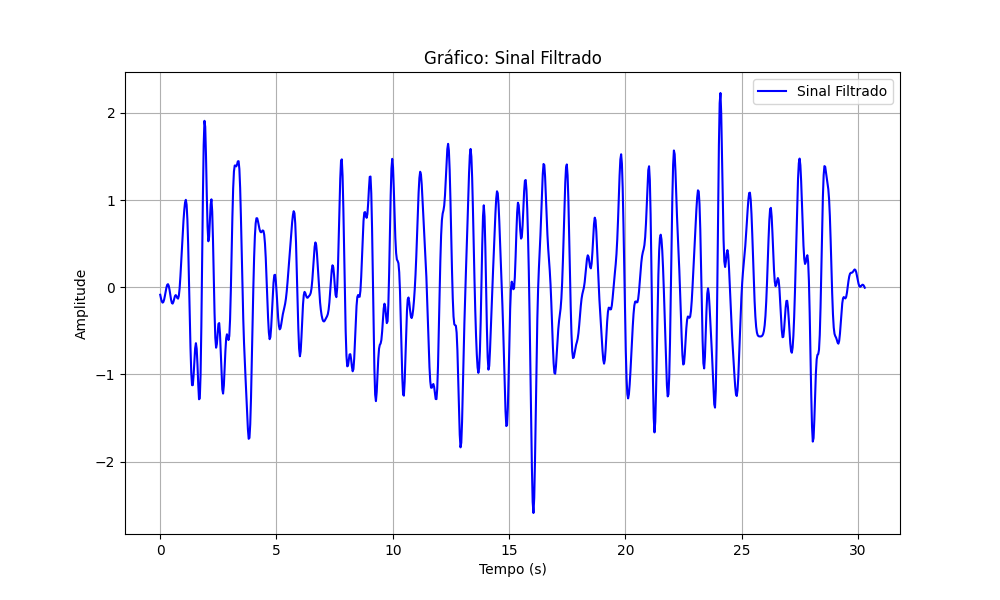 Gráfico: Sinal Filtrado
Sinal Filtrado
Amplitude
2
1
0
−1
−2
0 5 10 15 20 25 30
Tempo (s)